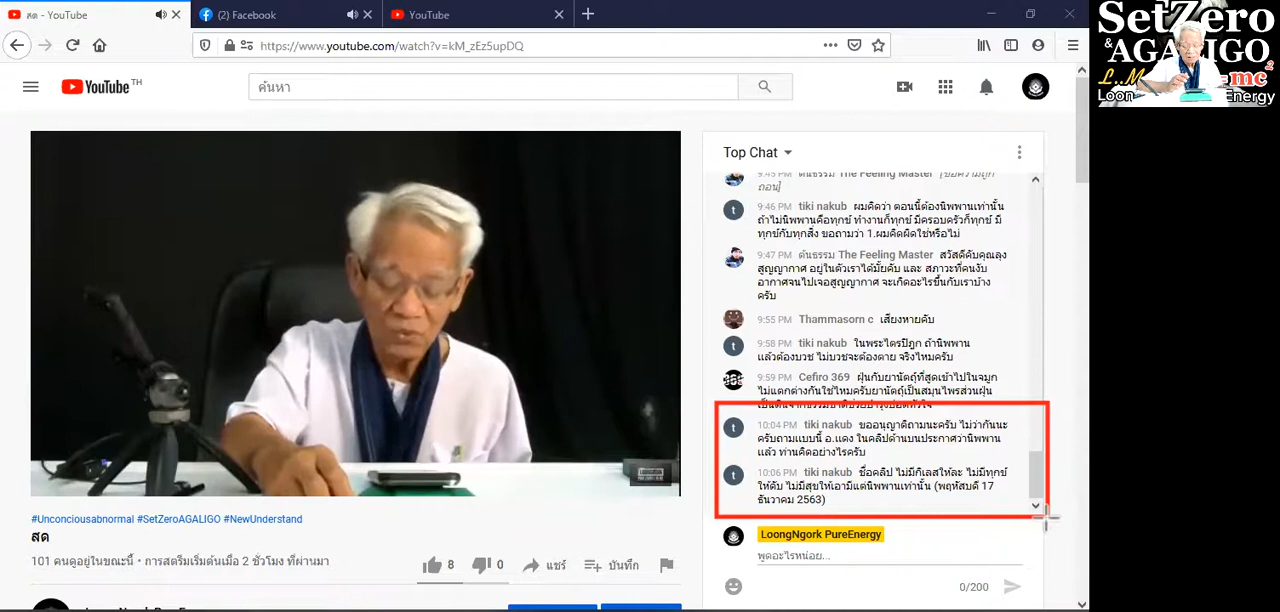 สด - YouTube
(2) Facebook
YouTube
SetZero
&
AGALIGO
L..M
mc²
Loon
Energy
https://www.youtube.com/watch?v=kM_zEz5upDQ
YouTube TH
ค้นหา
Top Chat
9:45 PM ต้นธรรม The Feeling Master [ข้อความถูก
ถอน]
9:46 PM tiki nakub ผมคิดว่า ตอนนี้ต้องนิพพานเท่านั้น
ถ้าไม่นิพพานคือทุกข์ ทำงานก็ทุกข์ มีครอบครัวก็ทุกข์ มี
ทุกข์กับทุกสิ่ง ขอถามว่า 1.ผมคิดผิดใช่หรือไม่
9:47 PM ต้นธรรม The Feeling Master สวัสดีคับคุณลุง
สูญญากาศ อยู่ในตัวเราได้มั้ยคับ และ สภาวะที่คนงับ
อากาศจนไปเจอสูญญากาศ จะเกิดอะไรขึ้นกับเราบ้าง
ครับ
9:55 PM Thammasorn c เสียงหายคับ
9:58 PM tiki nakub ในพระไตรปิฎก ถ้านิพพาน
แล้วต้องบวช ไม่บวชจะต้องตาย จริงไหมครับ
9:59 PM Cefiro 369 ฝุ่นกับยานัตถุ์ที่สูดเข้าไปในจมูก
ไม่แตกต่างกันใช่ไหมครับยานัตถุ์เป็นสมุนไพรส่วนฝุ่น
10:04 PM tiki nakub ขออนุญาติถามนะครับ ไม่ว่ากันนะ
ครับถามแบบนี้ อ.แดง ในคลิปด้านบนประกาศว่านิพพาน
แล้ว ท่านคิดอย่างไรครับ
10:06 PM tiki nakub ชื่อคลิป ไม่มีกิเลสให้ละ ไม่มีทุกข์
ให้ดับ ไม่มีสุขให้เอามีแต่นิพพานเท่านั้น (พฤหัสบดี 17
ธันวาคม 2563)
LoongNgork PureEnergy
พูดอะไรหน่อย...
0/200
#Unconciousabnormal #SetZeroAGALIGO #NewUnderstand
สด
101 คนดูอยู่ในขณะนี้ • การสตรีมเริ่มต้นเมื่อ 2 ชั่วโมง ที่ผ่านมา
8
0
แชร์
บันทึก